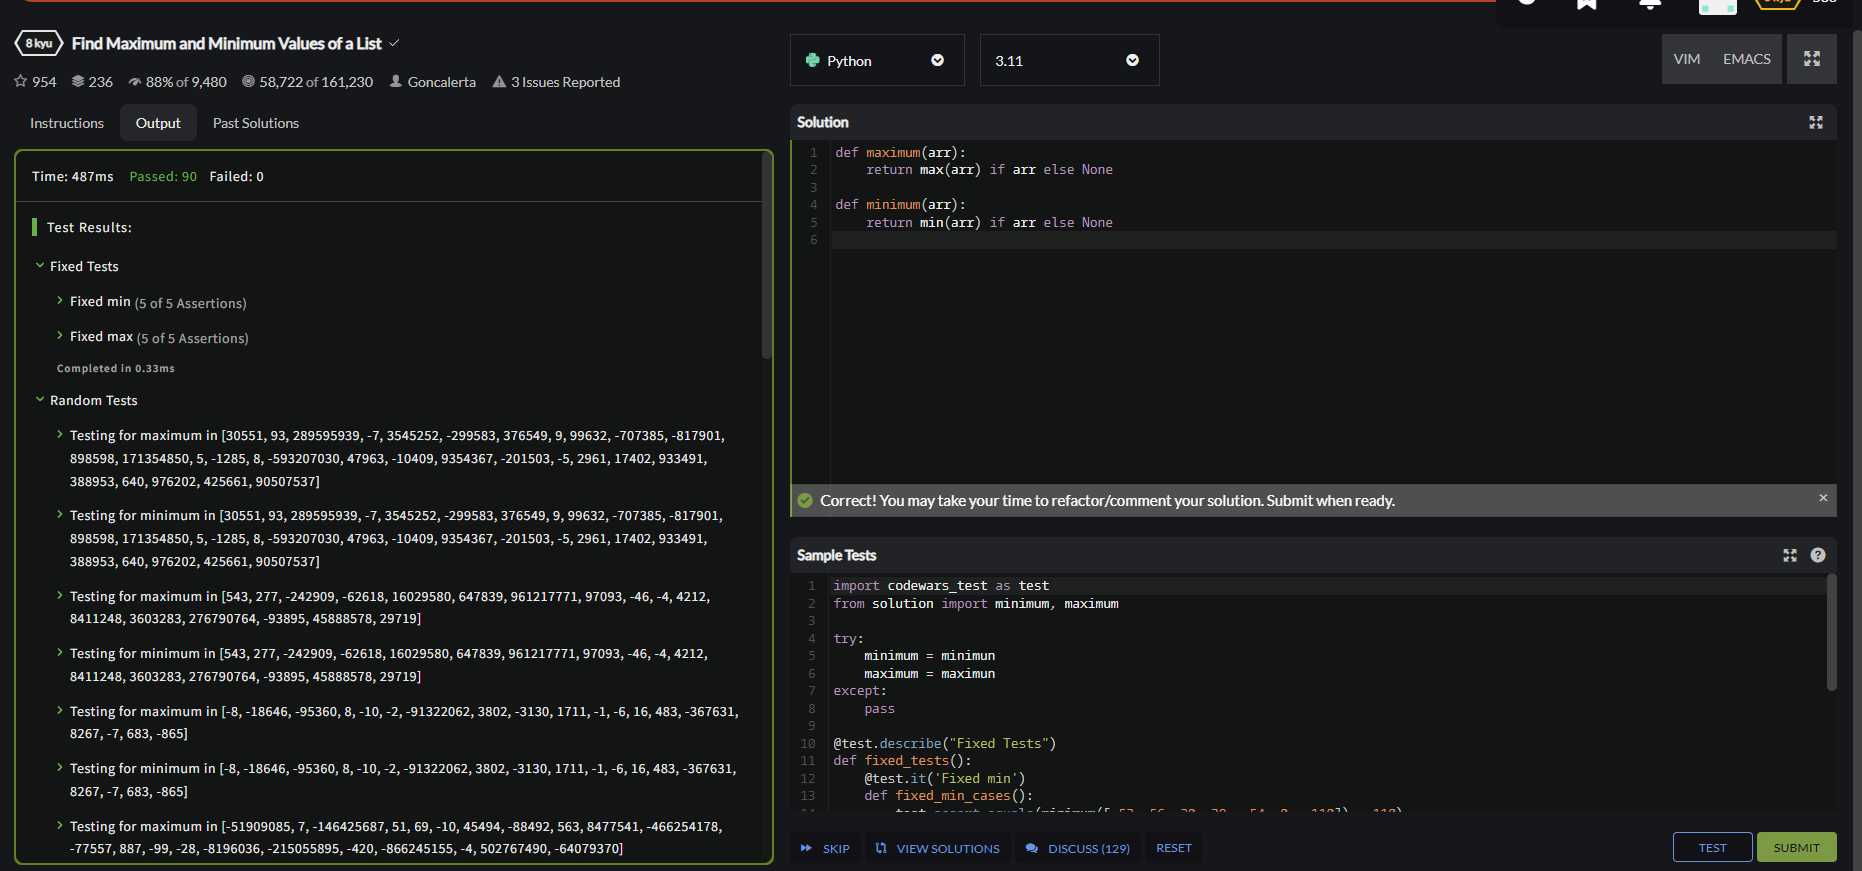 8 kyu Find Maximum and Minimum Values of a List
954 236 88% of 9,480 58,722 of 161,230 Goncalerta 3 Issues Reported
Instructions Output Past Solutions
Time: 487ms Passed: 90 Failed: 0
Test Results:
Fixed Tests
Fixed min (5 of 5 Assertions)
Fixed max (5 of 5 Assertions)
Completed in 0.33ms
Random Tests
Testing for maximum in [30551, 93, 289595939, -7, 3545252, -299583, 376549, 9, 99632, -707385, -817901,
898598, 171354850, 5, -1285, 8, -593207030, 47963, -10409, 9354367, -201503, -5, 2961, 17402, 933491,
388953, 640, 976202, 425661, 90507537]
Testing for minimum in [30551, 93, 289595939, -7, 3545252, -299583, 376549, 9, 99632, -707385, -817901,
898598, 171354850, 5, -1285, 8, -593207030, 47963, -10409, 9354367, -201503, -5, 2961, 17402, 933491,
388953, 640, 976202, 425661, 90507537]
Testing for maximum in [543, 277, -242909, -62618, 16029580, 647839, 961217771, 97093, -46, -4, 4212,
8411248, 3603283, 276790764, -93895, 45888578, 29719]
Testing for minimum in [543, 277, -242909, -62618, 16029580, 647839, 961217771, 97093, -46, -4, 4212,
8411248, 3603283, 276790764, -93895, 45888578, 29719]
Testing for maximum in [-8, -18646, -95360, 8, -10, -2, -91322062, 3802, -3130, 1711, -1, -6, 16, 483, -367631,
8267, -7, 683, -865]
Testing for minimum in [-8, -18646, -95360, 8, -10, -2, -91322062, 3802, -3130, 1711, -1, -6, 16, 483, -367631,
8267, -7, 683, -865]
Testing for maximum in [-51909085, 7, -146425687, 51, 69, -10, 45494, -88492, 563, 8477541, -466254178,
-77557, 887, -99, -28, -8196036, -215055895, -420, -866245155, -4, 502767490, -64079370]
Python 3.11 VIM EMACS
Solution
1 def maximum(arr):
2 return max(arr) if arr else None
3
4 def minimum(arr):
5 return min(arr) if arr else None
6
Correct! You may take your time to refactor/comment your solution. Submit when ready.
Sample Tests
1 import codewars_test as test
2 from solution import minimum, maximum
3
4 try:
5 minimum = minimun
6 maximum = maximun
7 except:
8 pass
9
10 @test.describe("Fixed Tests")
11 def fixed_tests():
12 @test.it('Fixed min')
13 def fixed_min_cases():
SKIP VIEW SOLUTIONS DISCUSS (129) RESET TEST SUBMIT